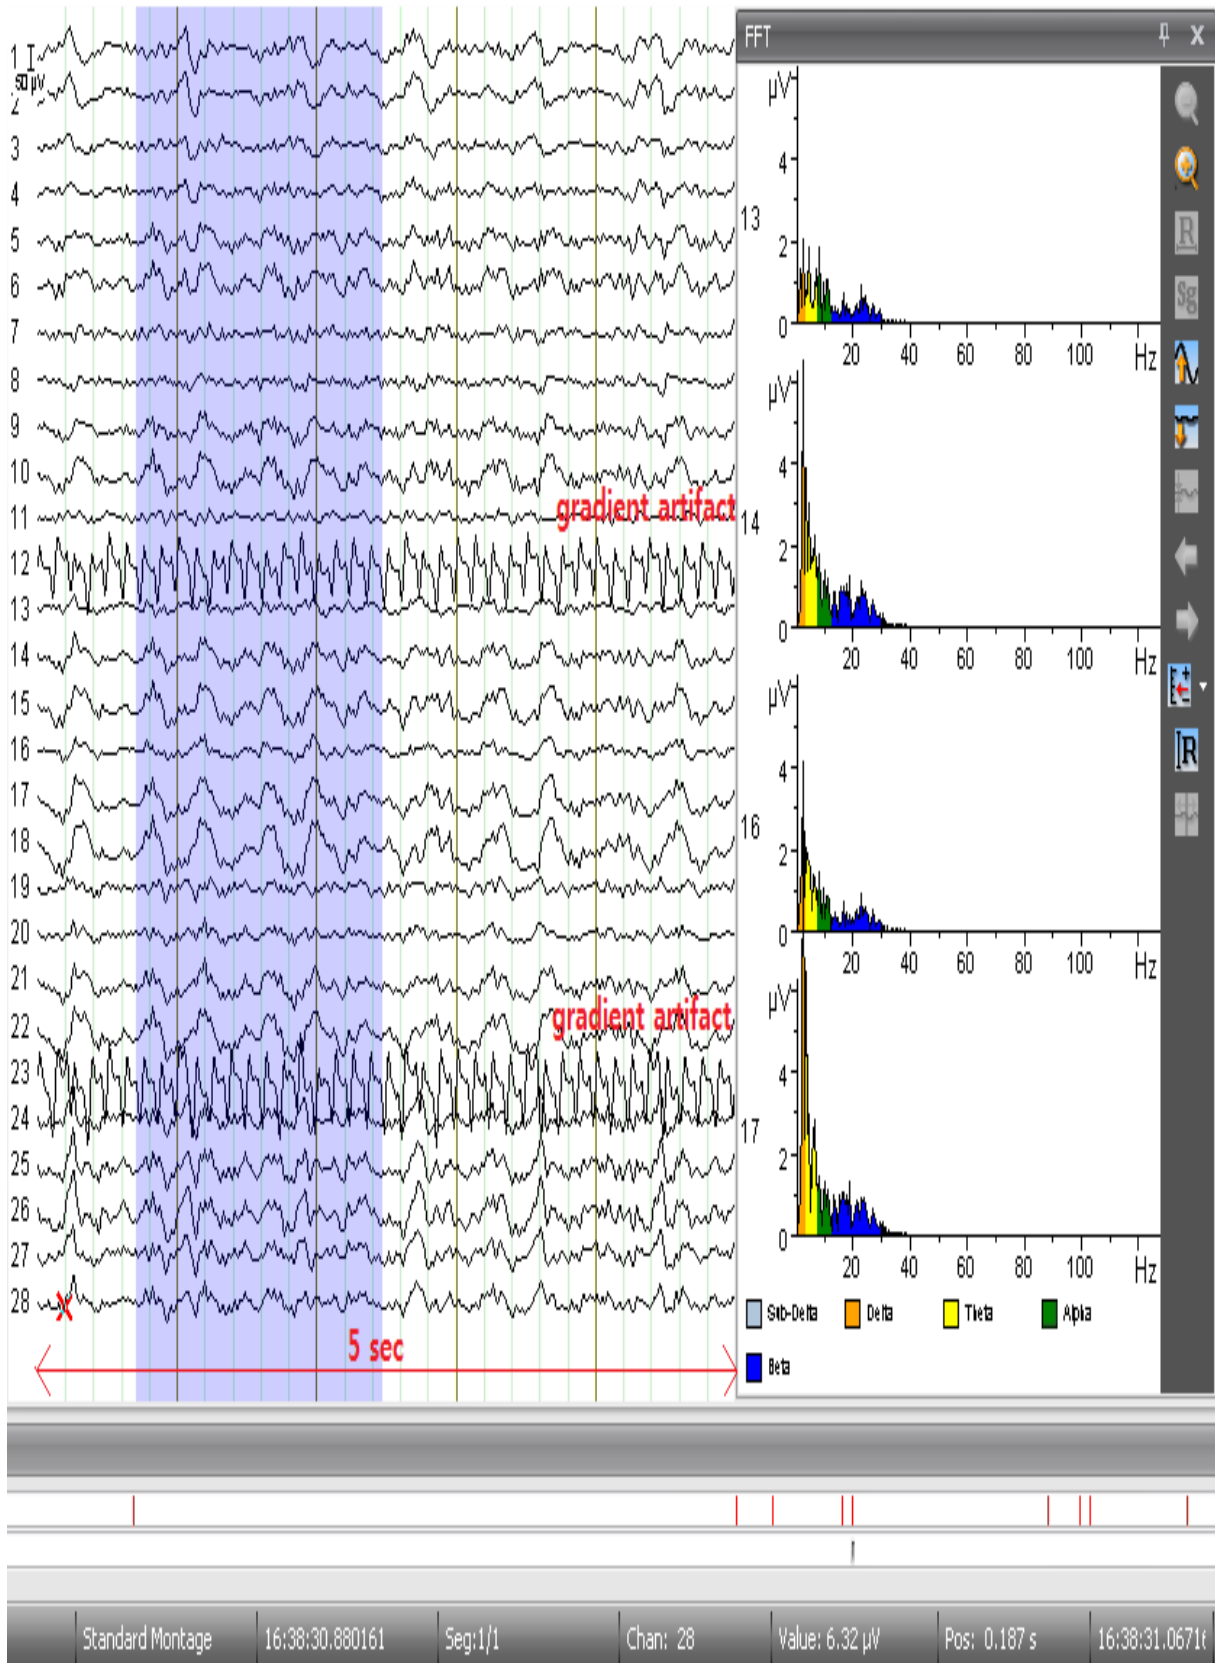 FFT
1
50 µV
2
3
4
5
6
7
8
9
10
11
gradient artifact
12
13
14
15
16
17
18
19
20
21
22
gradient artifact
23
24
25
26
27
28
5 sec
µV
4
13
2
0
20 40 60 80 100 Hz
µV
4
14
2
0
20 40 60 80 100 Hz
µV
4
16
2
0
20 40 60 80 100 Hz
µV
4
17
2
0
20 40 60 80 100 Hz
Sub-Delta Delta Theta Alpha
Beta
R
Sg
R
Standard Montage 16:38:30.880161 Seg:1/1 Chan: 28 Value: 6.32 µV Pos: 0.187 s